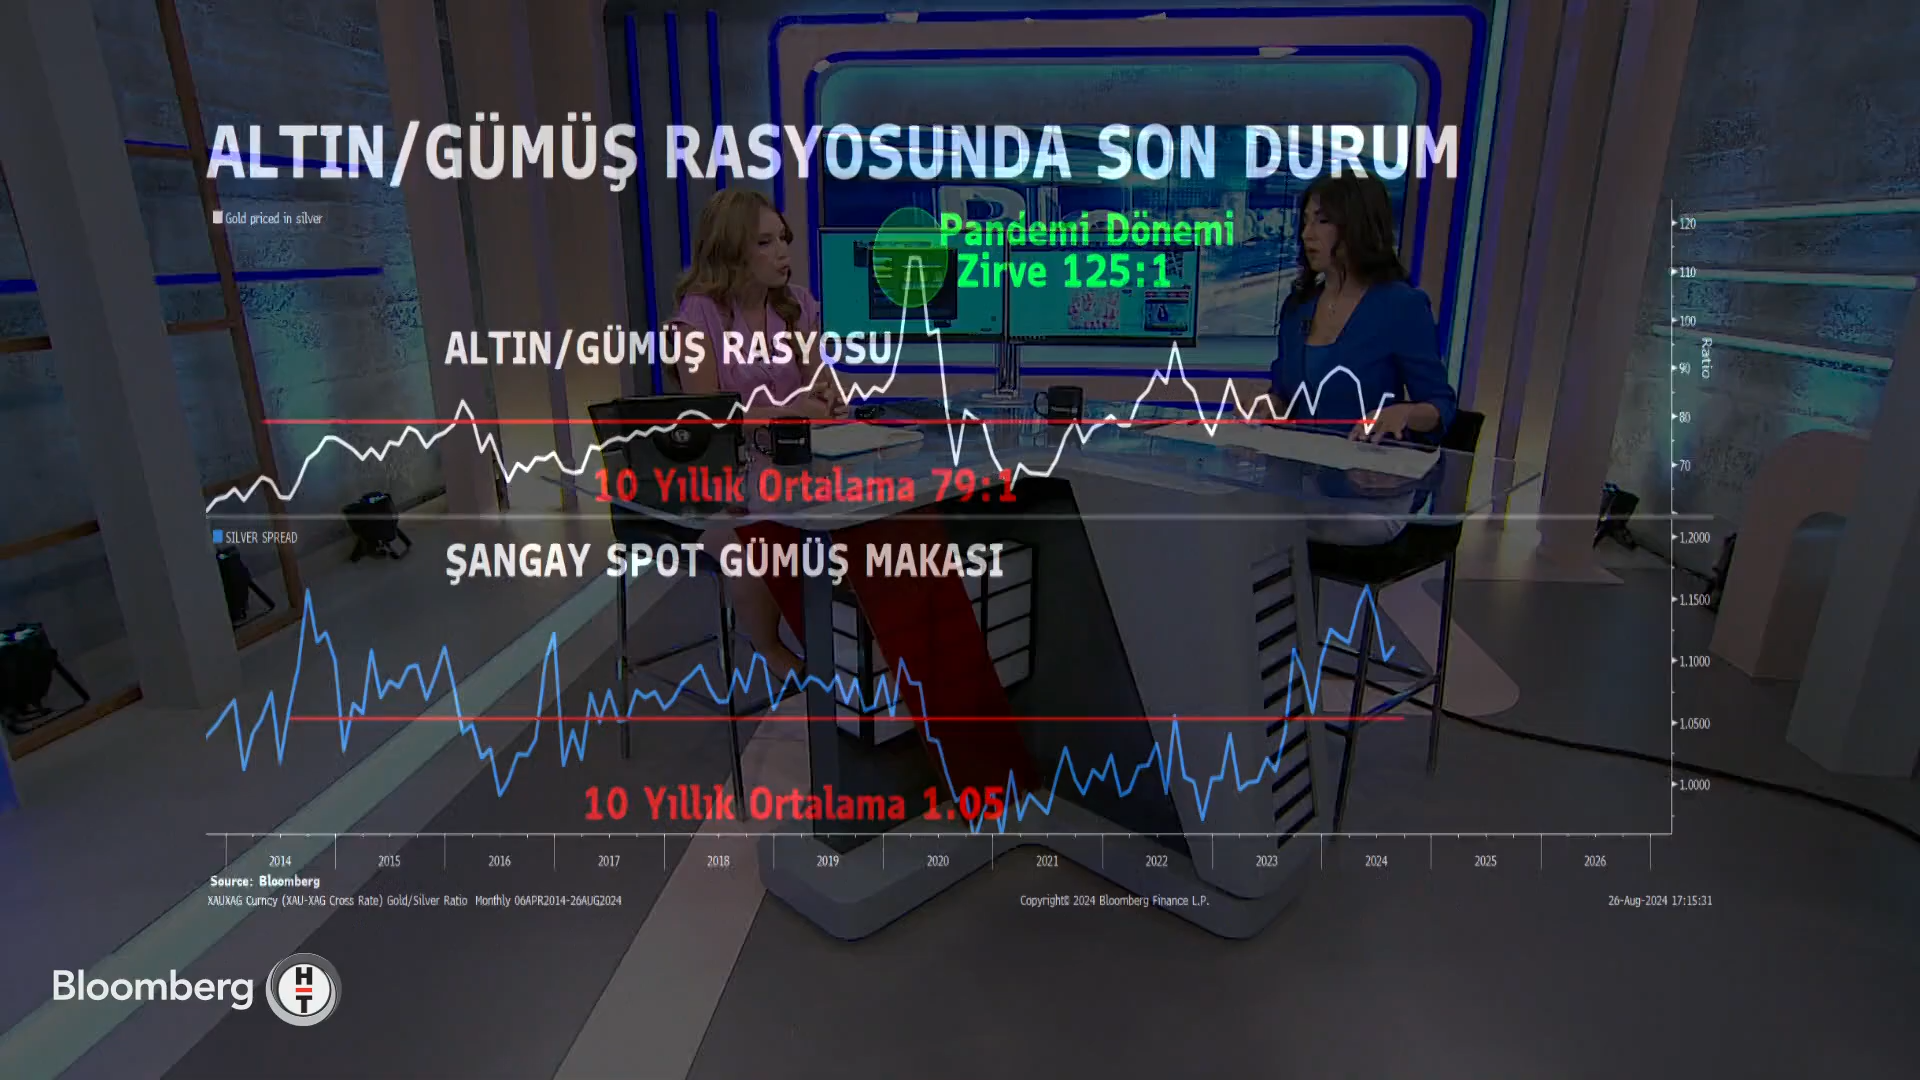 ALTIN/GÜMÜŞ RASYOSUNDA SON DURUM
Gold priced in silver
Pandemi Dönemi
Zirve 125:1
ALTIN/GÜMÜŞ RASYOSU
10 Yıllık Ortalama 79:1
120
110
100
90
80
70
Ratio
SILVER SPREAD
ŞANGAY SPOT GÜMÜŞ MAKASI
10 Yıllık Ortalama 1.05
1.2000
1.1500
1.1000
1.0500
1.0000
2014 2015 2016 2017 2018 2019 2020 2021 2022 2023 2024 2025 2026
Source: Bloomberg
XAUXAG Curncy (XAU-XAG Cross Rate) Gold/Silver Ratio Monthly 06APR2014-26AUG2024 Copyright© 2024 Bloomberg Finance L.P. 26-Aug-2024 17:15:31
Bloomberg HT